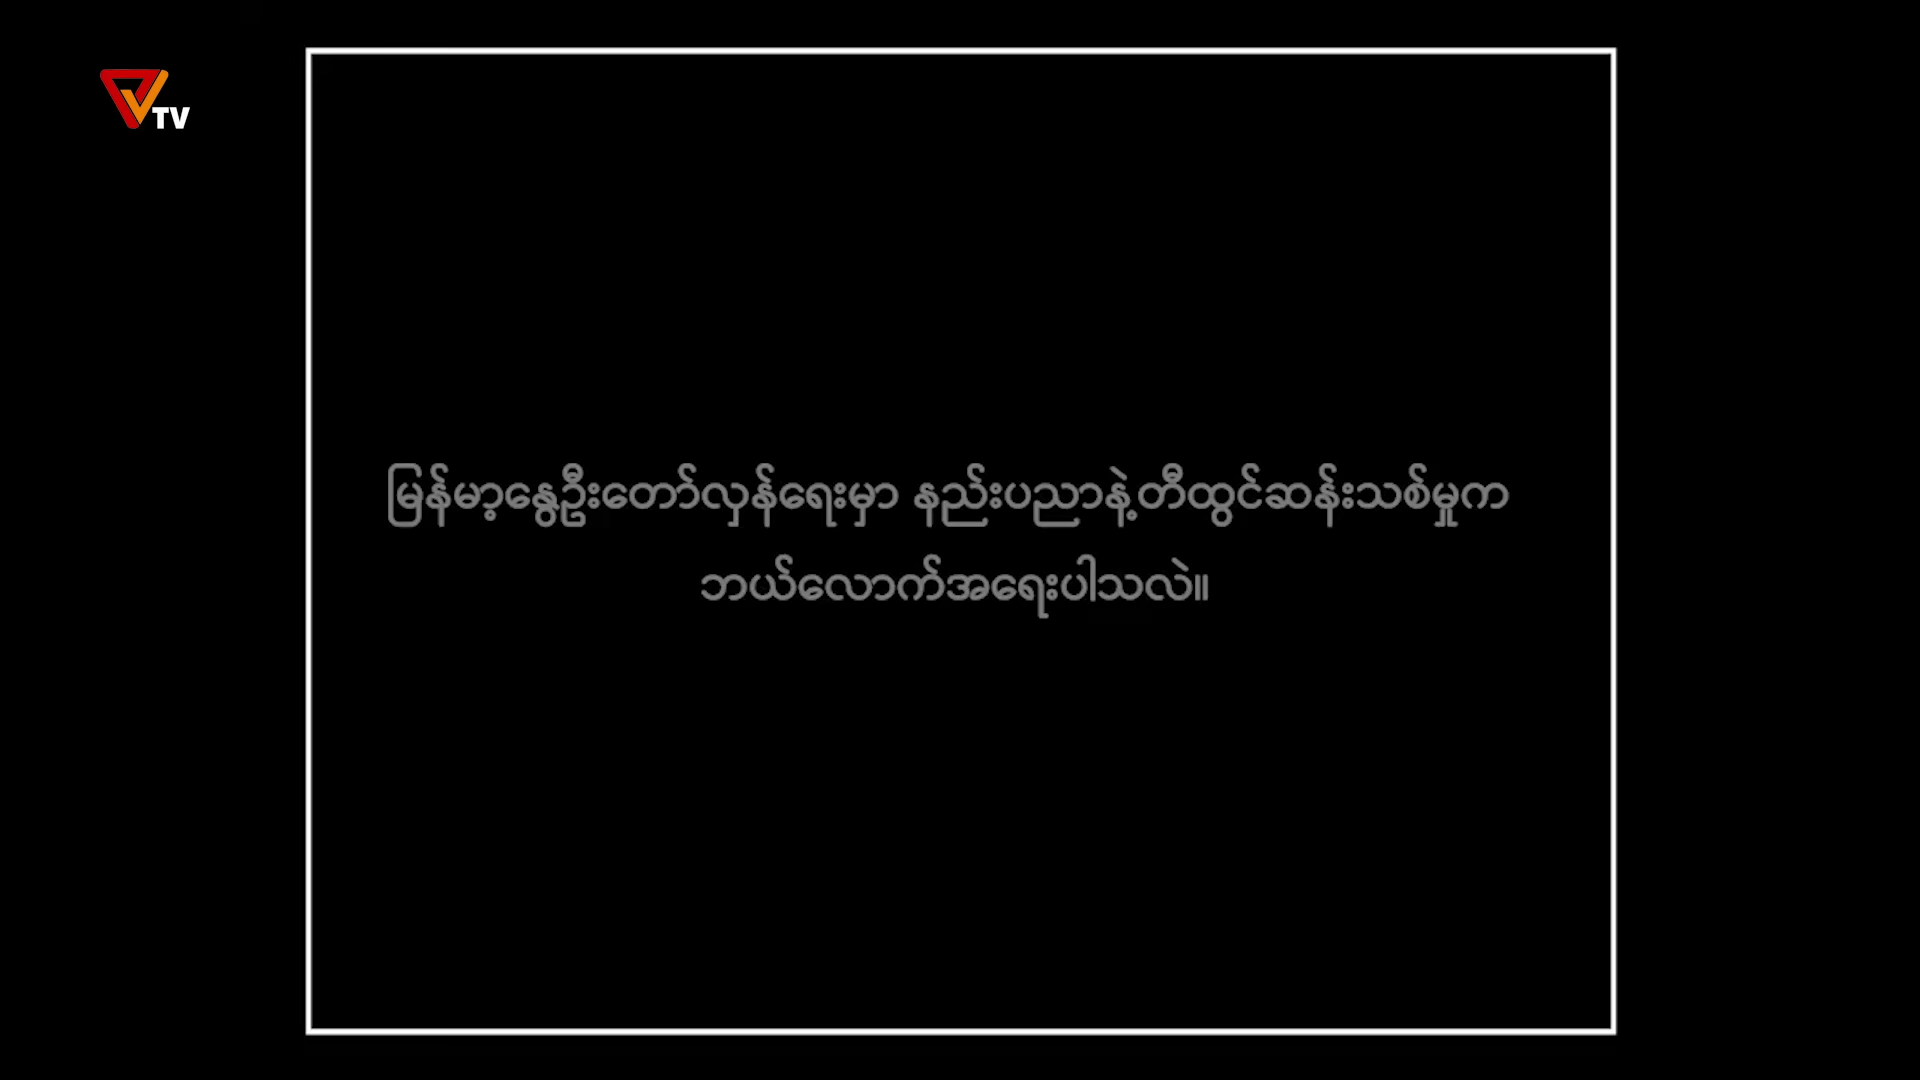 TV
မြန်မာ့နွေဦးတော်လှန်ရေးမှာ နည်းပညာနဲ့တီထွင်ဆန်းသစ်မှုက
ဘယ်လောက်အရေးပါသလဲ။